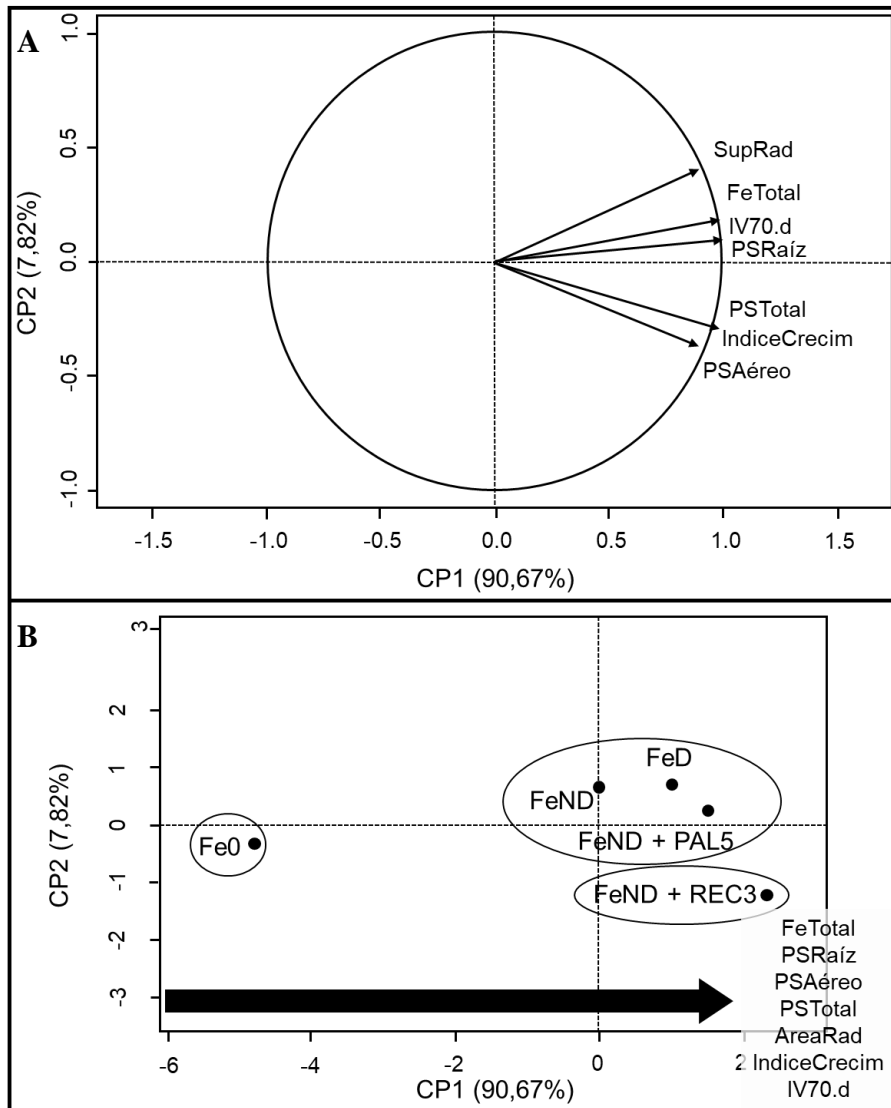 A
1.0
0.5
0.0
-0.5
-1.0
CP2 (7,82%)
SupRad
FeTotal
IV70.d
PSRaíz
PSTotal
IndiceCrecim
PSAéreo
-1.5 -1.0 -0.5 0.0 0.5 1.0 1.5
CP1 (90,67%)
B
3
2
1
0
-1
-2
-3
CP2 (7,82%)
FeD
FeND
FeND + PAL5
Fe0
FeND + REC3
FeTotal
PSRaíz
PSAéreo
PSTotal
AreaRad
IndiceCrecim
IV70.d
-6 -4 -2 0 2
CP1 (90,67%)